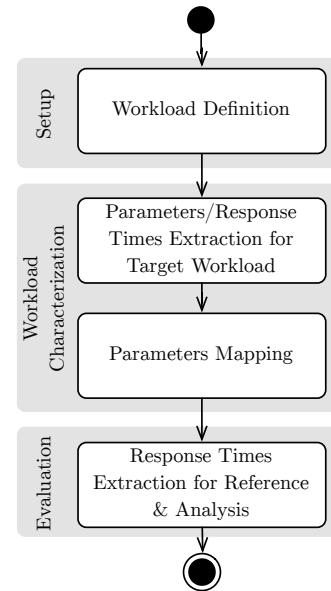 Setup
Workload Definition
Workload
Characterization
Parameters/Response
Times Extraction for
Target Workload
Parameters Mapping
Evaluation
Response Times
Extraction for Reference
& Analysis